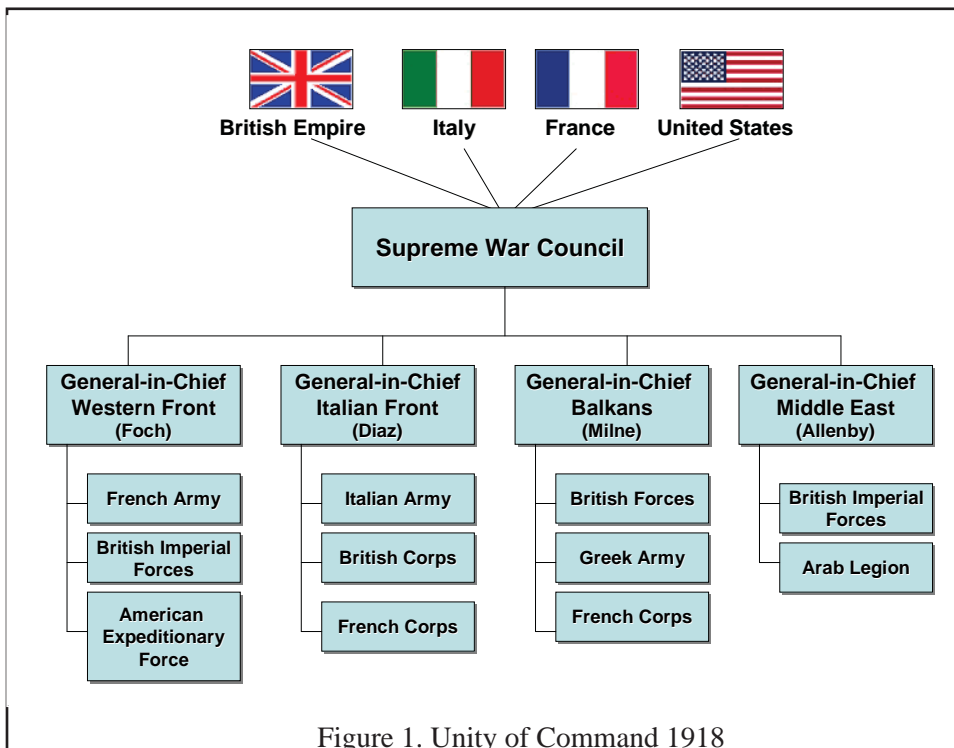 British Empire
Italy
France
United States
Supreme War Council
General-in-Chief
Western Front
(Foch)
French Army
British Imperial
Forces
American
Expeditionary
Force
General-in-Chief
Italian Front
(Diaz)
Italian Army
British Corps
French Corps
General-in-Chief
Balkans
(Milne)
British Forces
Greek Army
French Corps
General-in-Chief
Middle East
(Allenby)
British Imperial
Forces
Arab Legion
Figure 1. Unity of Command 1918